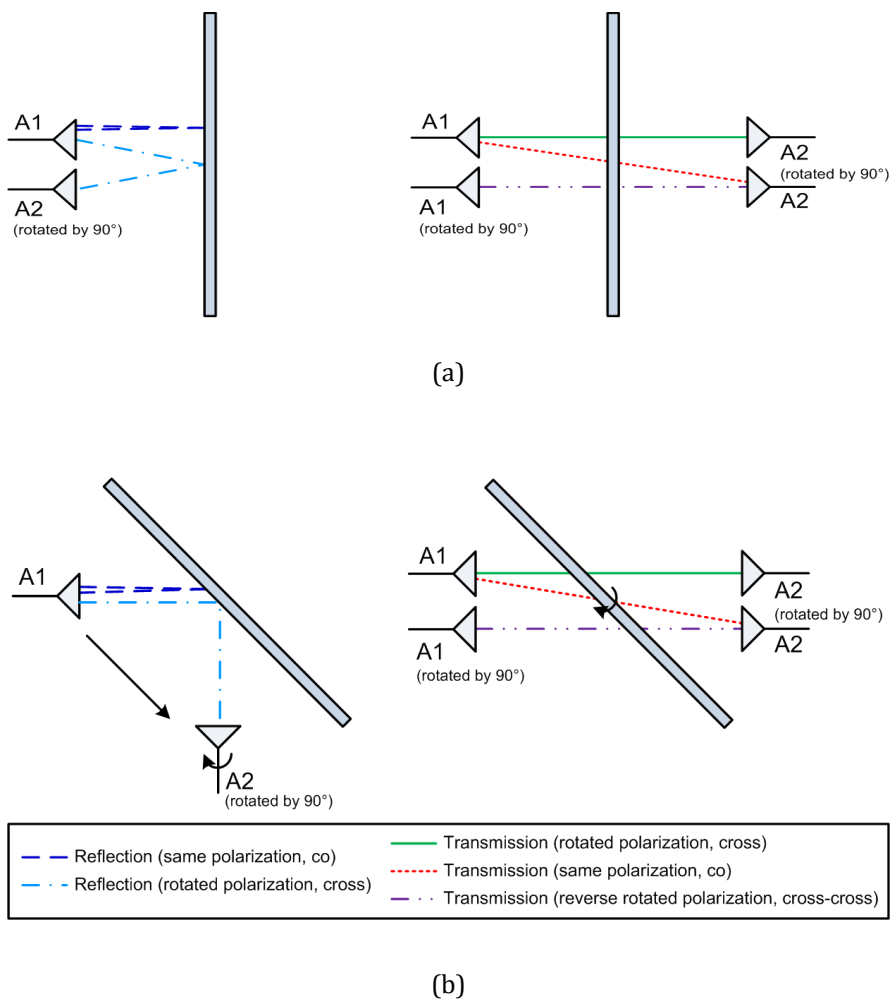 A1
A2
(rotated by 90°)
A1
A2
(rotated by 90°)
A1
(rotated by 90°)
A2
(a)
A1
A2
(rotated by 90°)
A1
A2
(rotated by 90°)
A1
(rotated by 90°)
A2
Reflection (same polarization, co)
Reflection (rotated polarization, cross)
Transmission (rotated polarization, cross)
Transmission (same polarization, co)
Transmission (reverse rotated polarization, cross-cross)
(b)